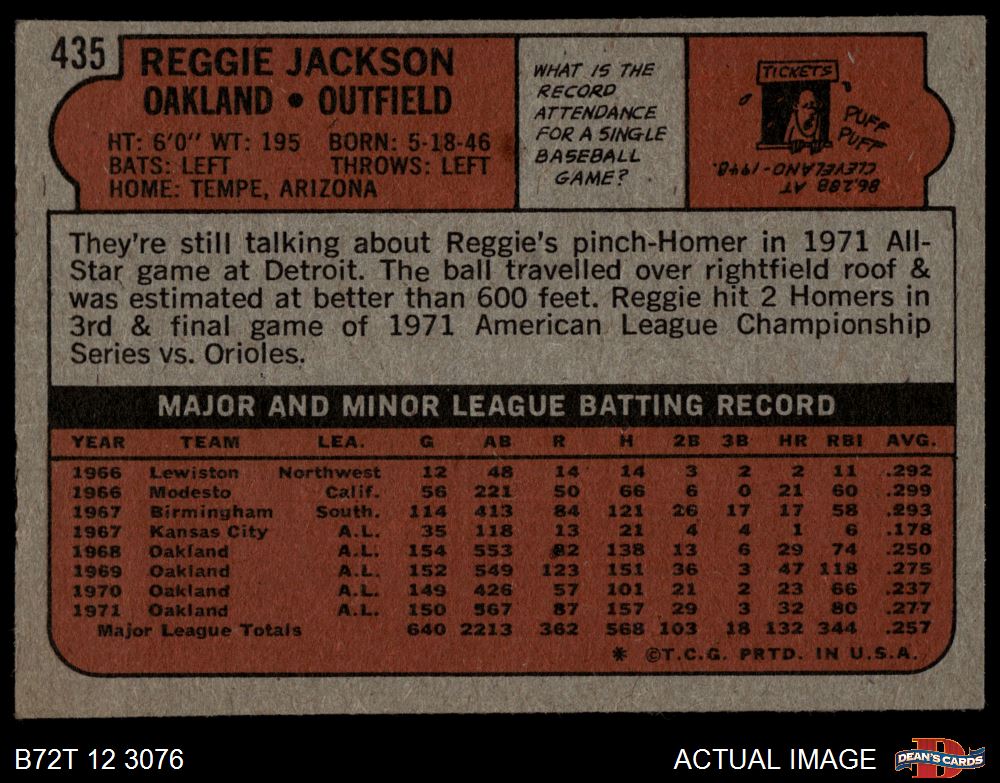 435
REGGIE JACKSON
OAKLAND • OUTFIELD
HT: 6'0" WT: 195 BORN: 5-18-46
BATS: LEFT THROWS: LEFT
HOME: TEMPE, ARIZONA
WHAT IS THE
RECORD
ATTENDANCE
FOR A SINGLE
BASEBALL
GAME?
TICKETS
PUFF
PUFF
86,288 AT
CLEVELAND-1948.
They're still talking about Reggie's pinch-Homer in 1971 All-
Star game at Detroit. The ball travelled over rightfield roof &
was estimated at better than 600 feet. Reggie hit 2 Homers in
3rd & final game of 1971 American League Championship
Series vs. Orioles.
MAJOR AND MINOR LEAGUE BATTING RECORD
YEAR TEAM LEA. G AB R H 2B 3B HR RBI AVG.
1966 Lewiston Northwest 12 48 14 14 3 2 2 11 .292
1966 Modesto Calif. 56 221 50 66 6 0 21 60 .299
1967 Birmingham South. 114 413 84 121 26 17 17 58 .293
1967 Kansas City A.L. 35 118 13 21 4 4 1 6 .178
1968 Oakland A.L. 154 553 82 138 13 6 29 74 .250
1969 Oakland A.L. 152 549 123 151 36 3 47 118 .275
1970 Oakland A.L. 149 426 57 101 21 2 23 66 .237
1971 Oakland A.L. 150 567 87 157 29 3 32 80 .277
Major League Totals 640 2213 362 568 103 18 132 344 .257
* ©T.C.G. PRTD. IN U.S.A.
B72T 12 3076
ACTUAL IMAGE
D
DEAN'S CARDS